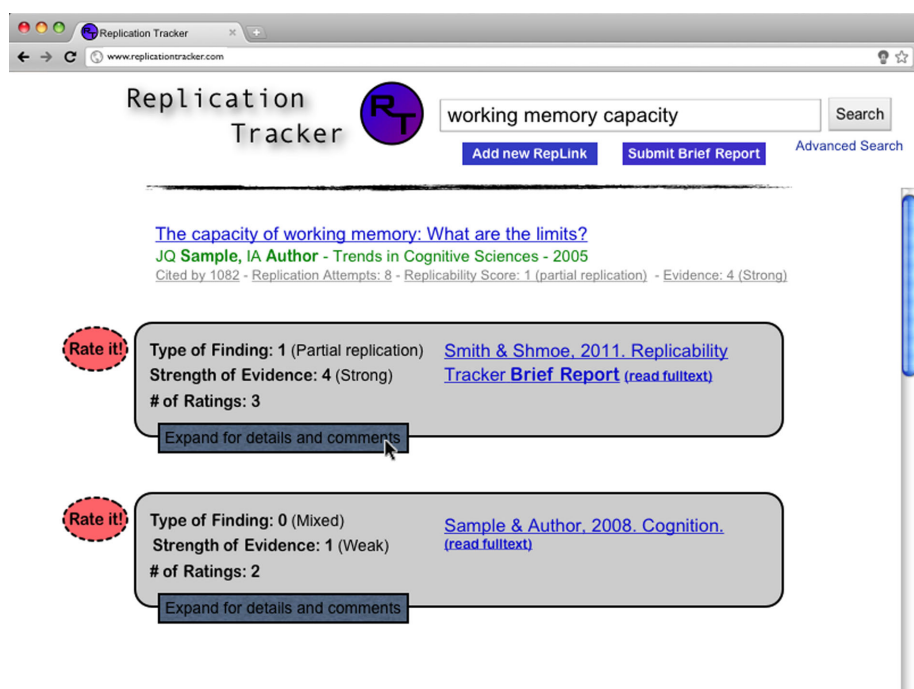 Replication Tracker
www.replicationtracker.com
Replication
Tracker
RT
working memory capacity
Search
Add new RepLink
Submit Brief Report
Advanced Search
The capacity of working memory: What are the limits?
JQ Sample, IA Author - Trends in Cognitive Sciences - 2005
Cited by 1082 - Replication Attempts: 8 - Replicability Score: 1 (partial replication) - Evidence: 4 (Strong)
Rate it!
Type of Finding: 1 (Partial replication)
Strength of Evidence: 4 (Strong)
# of Ratings: 3
Smith & Shmoe, 2011. Replicability
Tracker Brief Report (read fulltext)
Expand for details and comments
Rate it!
Type of Finding: 0 (Mixed)
Strength of Evidence: 1 (Weak)
# of Ratings: 2
Sample & Author, 2008. Cognition.
(read fulltext)
Expand for details and comments